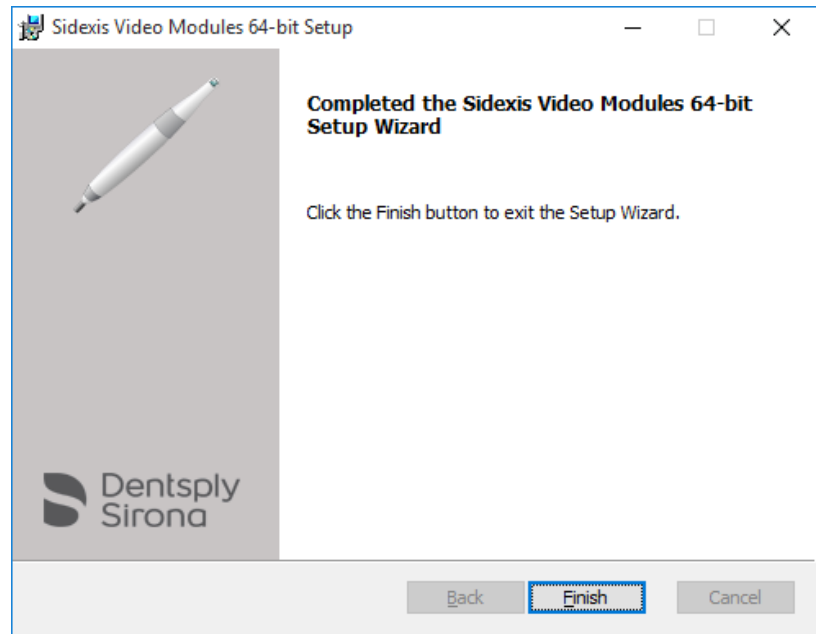 Sidexis Video Modules 64-bit Setup
Completed the Sidexis Video Modules 64-bit
Setup Wizard
Click the Finish button to exit the Setup Wizard.
Dentsply
Sirona
Back
Finish
Cancel